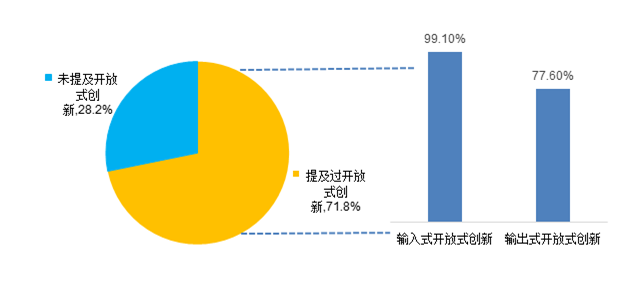 99.10%
77.60%
未提及开放
式创
新,28.2%
提及过开放
式创
新,71.8%
输入式开放式创新
输出式开放式创新